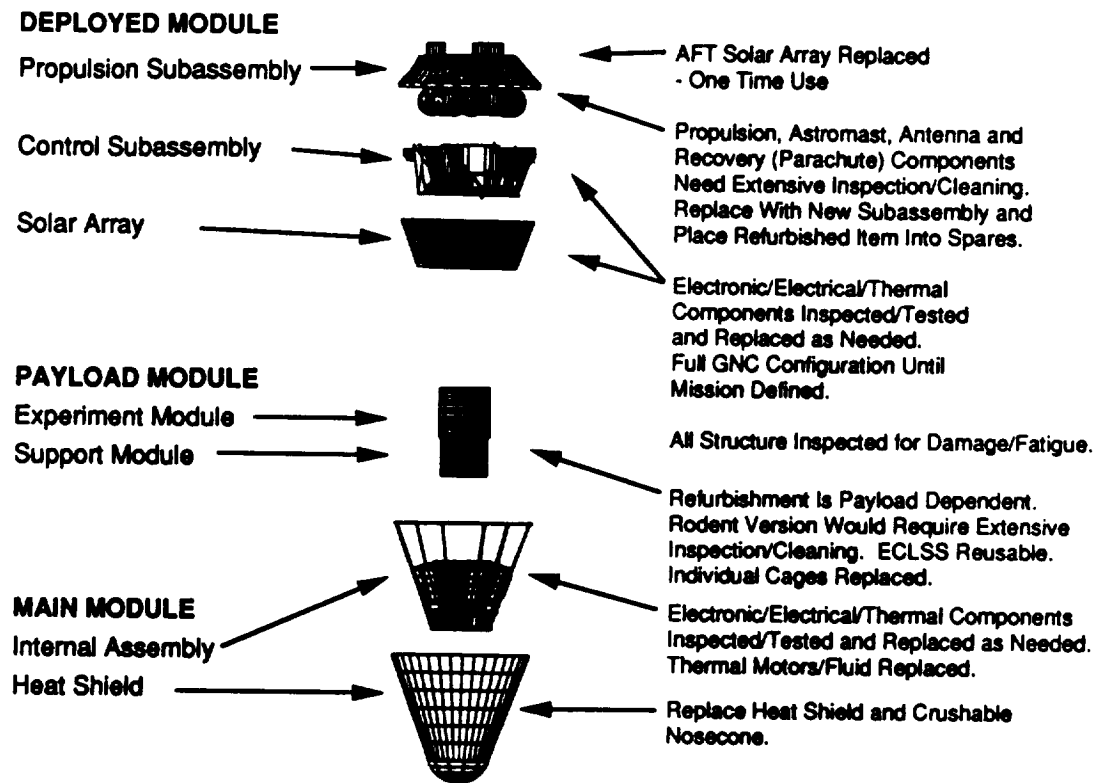 DEPLOYED MODULE
Propulsion Subassembly
Control Subassembly
Solar Array
PAYLOAD MODULE
Experiment Module
Support Module
MAIN MODULE
Internal Assembly
Heat Shield
AFT Solar Array Replaced
- One Time Use
Propulsion, Astromast, Antenna and
Recovery (Parachute) Components
Need Extensive Inspection/Cleaning.
Replace With New Subassembly and
Place Refurbished Item Into Spares.
Electronic/Electrical/Thermal
Components Inspected/Tested
and Replaced as Needed.
Full GNC Configuration Until
Mission Defined.
All Structure Inspected for Damage/Fatigue.
Refurbishment Is Payload Dependent.
Rodent Version Would Require Extensive
Inspection/Cleaning. ECLSS Reusable.
Individual Cages Replaced.
Electronic/Electrical/Thermal Components
Inspected/Tested and Replaced as Needed.
Thermal Motors/Fluid Replaced.
Replace Heat Shield and Crushable
Nosecone.